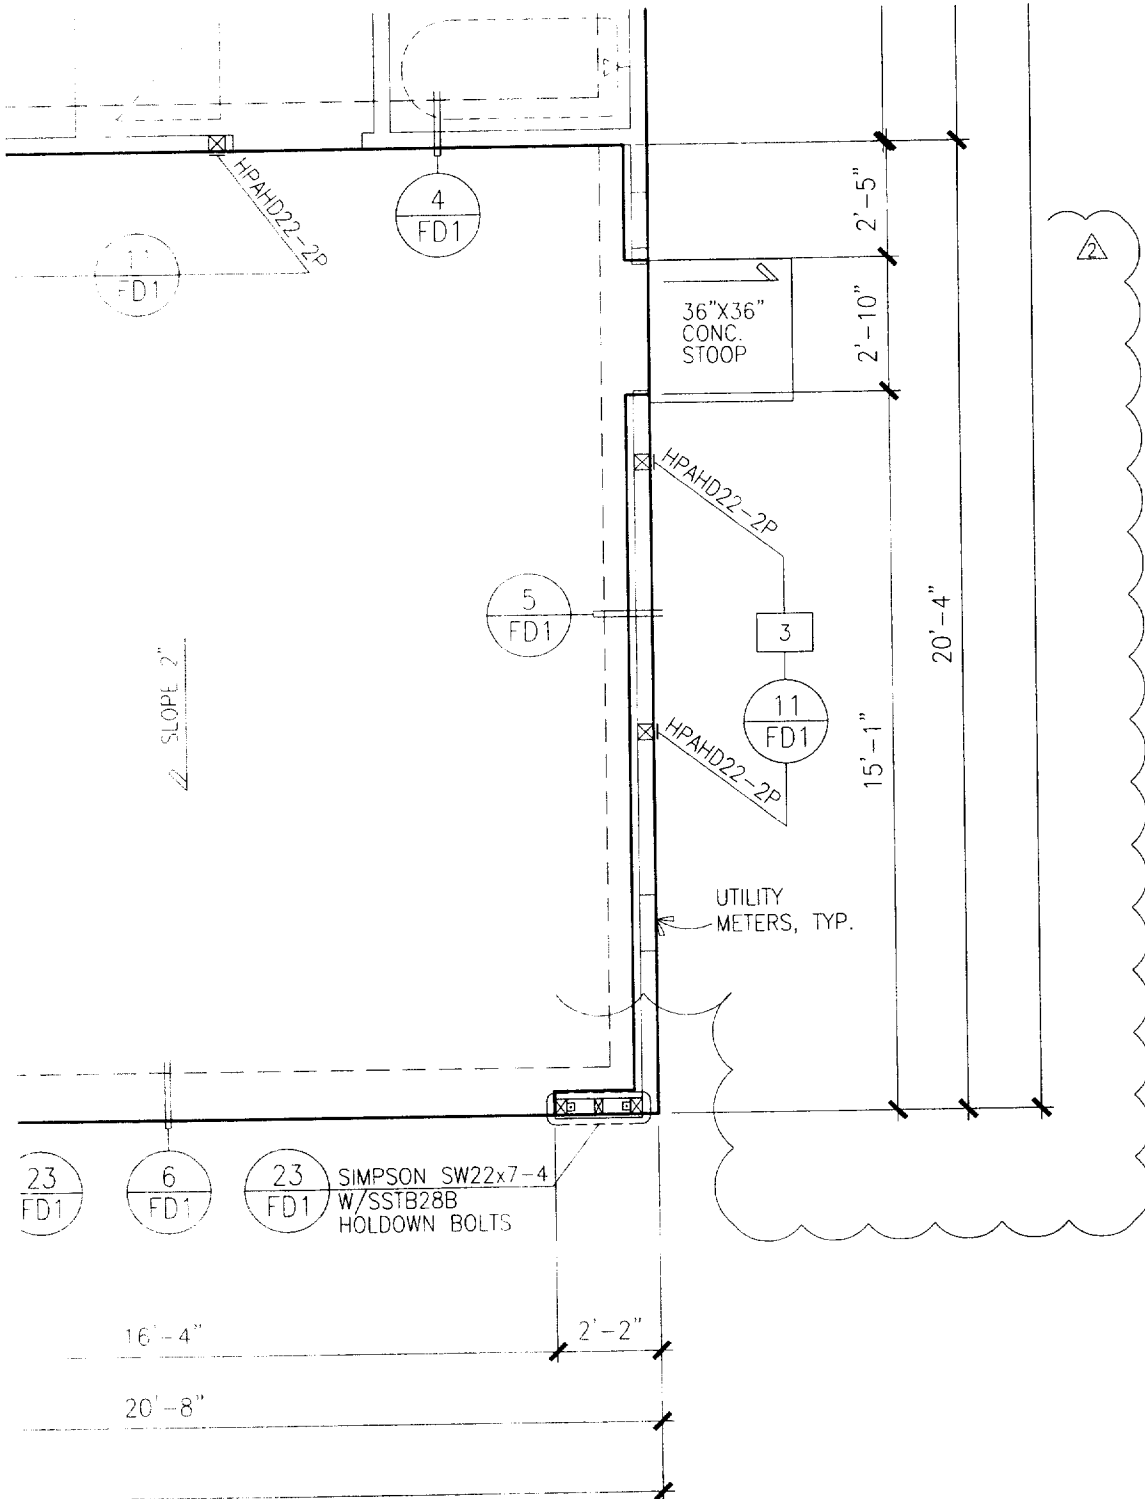 HPAHD22-2P
4
FD1
11
FD1
2'-5"
2
36"X36"
CONC.
STOOP
2'-10"
HPAHD22-2P
5
FD1
3
20'-4"
SLOPE 2"
11
FD1
HPAHD22-2P
15'-1"
UTILITY
METERS, TYP.
23
FD1
6
FD1
23
FD1
SIMPSON SW22x7-4
W/SSTB28B
HOLDOWN BOLTS
16'-4"
2'-2"
20'-8"